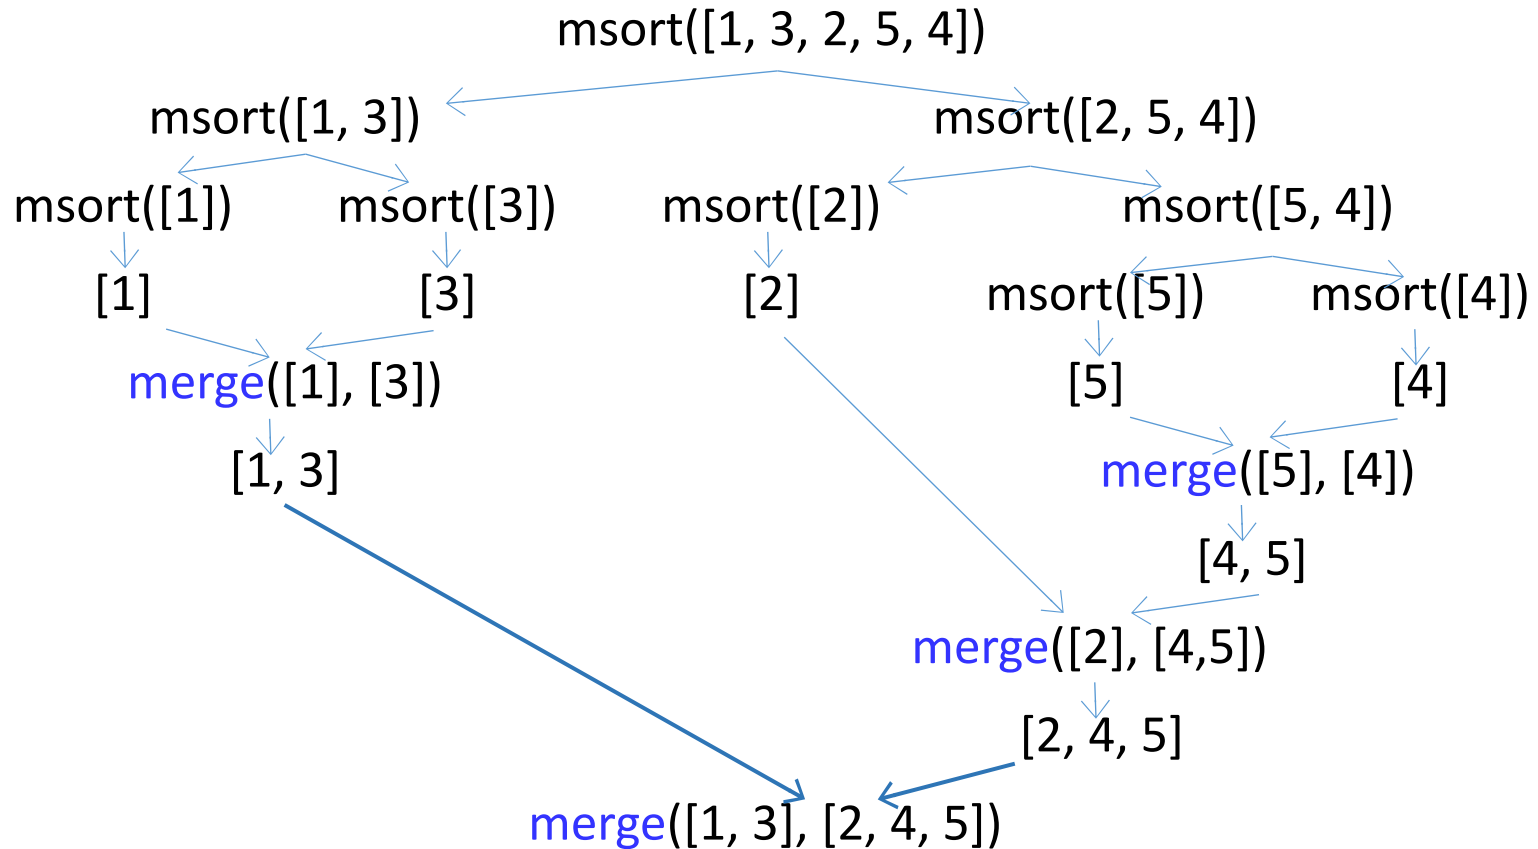 msort([1, 3, 2, 5, 4])
msort([1, 3]) msort([2, 5, 4])
msort([1]) msort([3]) msort([2]) msort([5, 4])
[1] [3] [2] msort([5]) msort([4])
merge([1], [3]) [5] [4]
[1, 3] merge([5], [4])
[4, 5]
merge([2], [4,5])
[2, 4, 5]
merge([1, 3], [2, 4, 5])